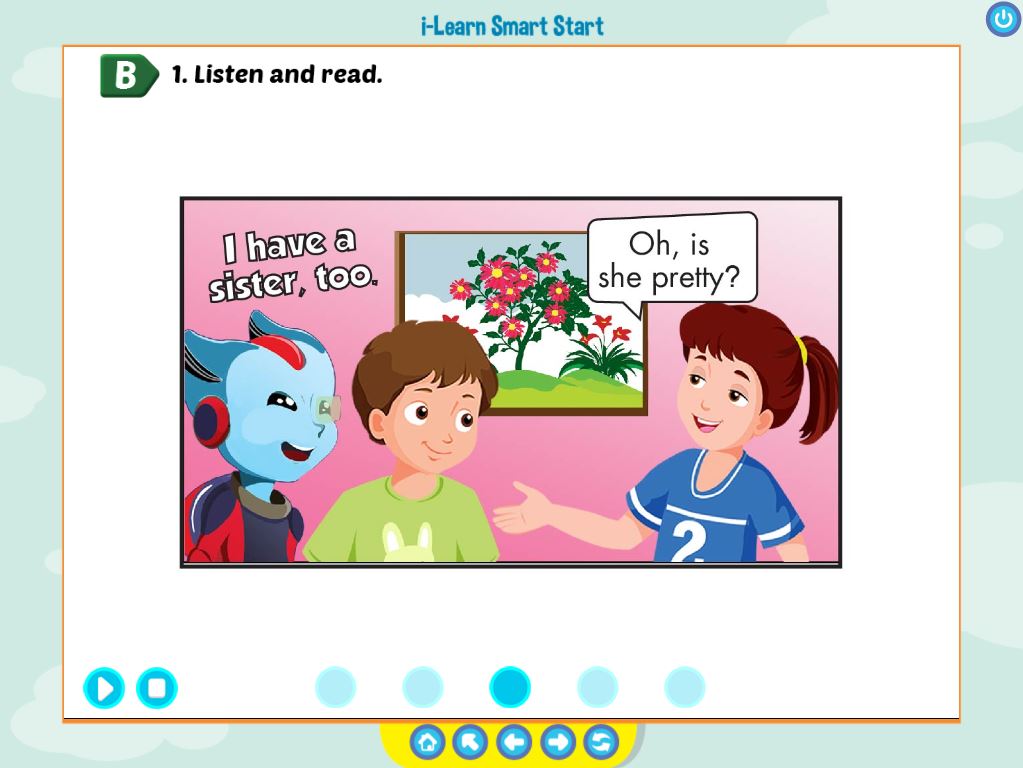 i-Learn Smart Start
B 1. Listen and read.
I have a
sister, too.
Oh, is
she pretty?
2